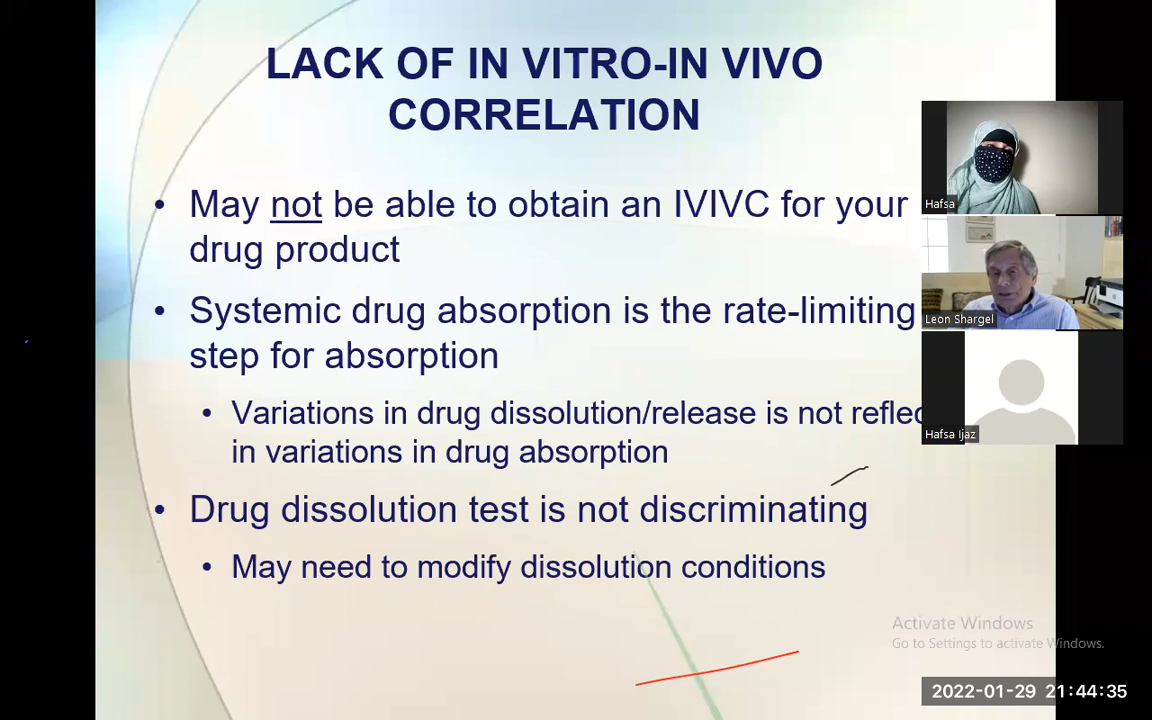 LACK OF IN VITRO-IN VIVO
CORRELATION
• May not be able to obtain an IVIVC for your
drug product
• Systemic drug absorption is the rate-limiting
step for absorption
• Variations in drug dissolution/release is not reflec
in variations in drug absorption
• Drug dissolution test is not discriminating
• May need to modify dissolution conditions
Hafsa
Leon Shargel
Hafsa Ijaz
Activate Windows
Go to Settings to activate Windows.
2022-01-29 21:44:35